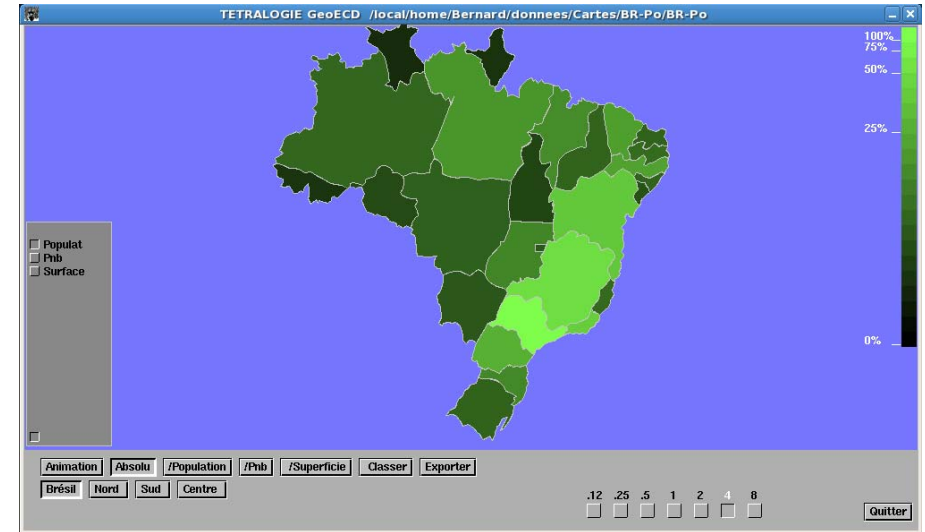 TETRALOGIE GeoECD /local/home/Bernard/donnees/Cartes/BR-Po/BR-Po
100%
75%
50%
25%
0%
Populat
Pnb
Surface
Animation Absolu /Population /Pnb /Superficie Classer Exporter
Brésil Nord Sud Centre
.12 .25 .5 1 2 4 8
Quitter